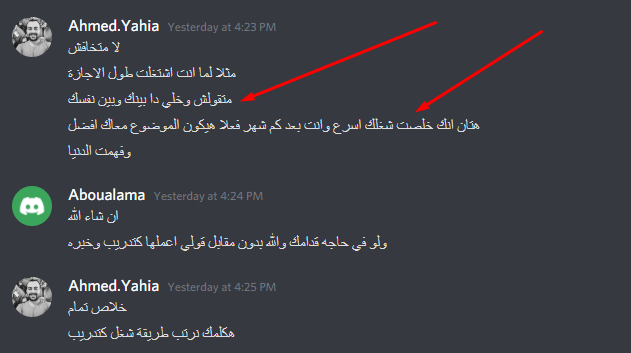 Ahmed.Yahia Yesterday at 4:23 PM
لا متخافش
مثلا لما انت اشتغلت طول الاجازة
متقولش وخلي دا بينك وبين نفسك
هتان انك خلصت شغلك اسرع وانت بعد كم شهر فعلا هيكون الموضوع معاك افضل
وفهمت الدنيا
Aboualama Yesterday at 4:24 PM
ان شاء الله
ولو في حاجه قدامك والله بدون مقابل قولي اعملها كتدريب وخبره
Ahmed.Yahia Yesterday at 4:25 PM
خلاص تمام
هكلمك نرتب طريقة شغل كتدريب